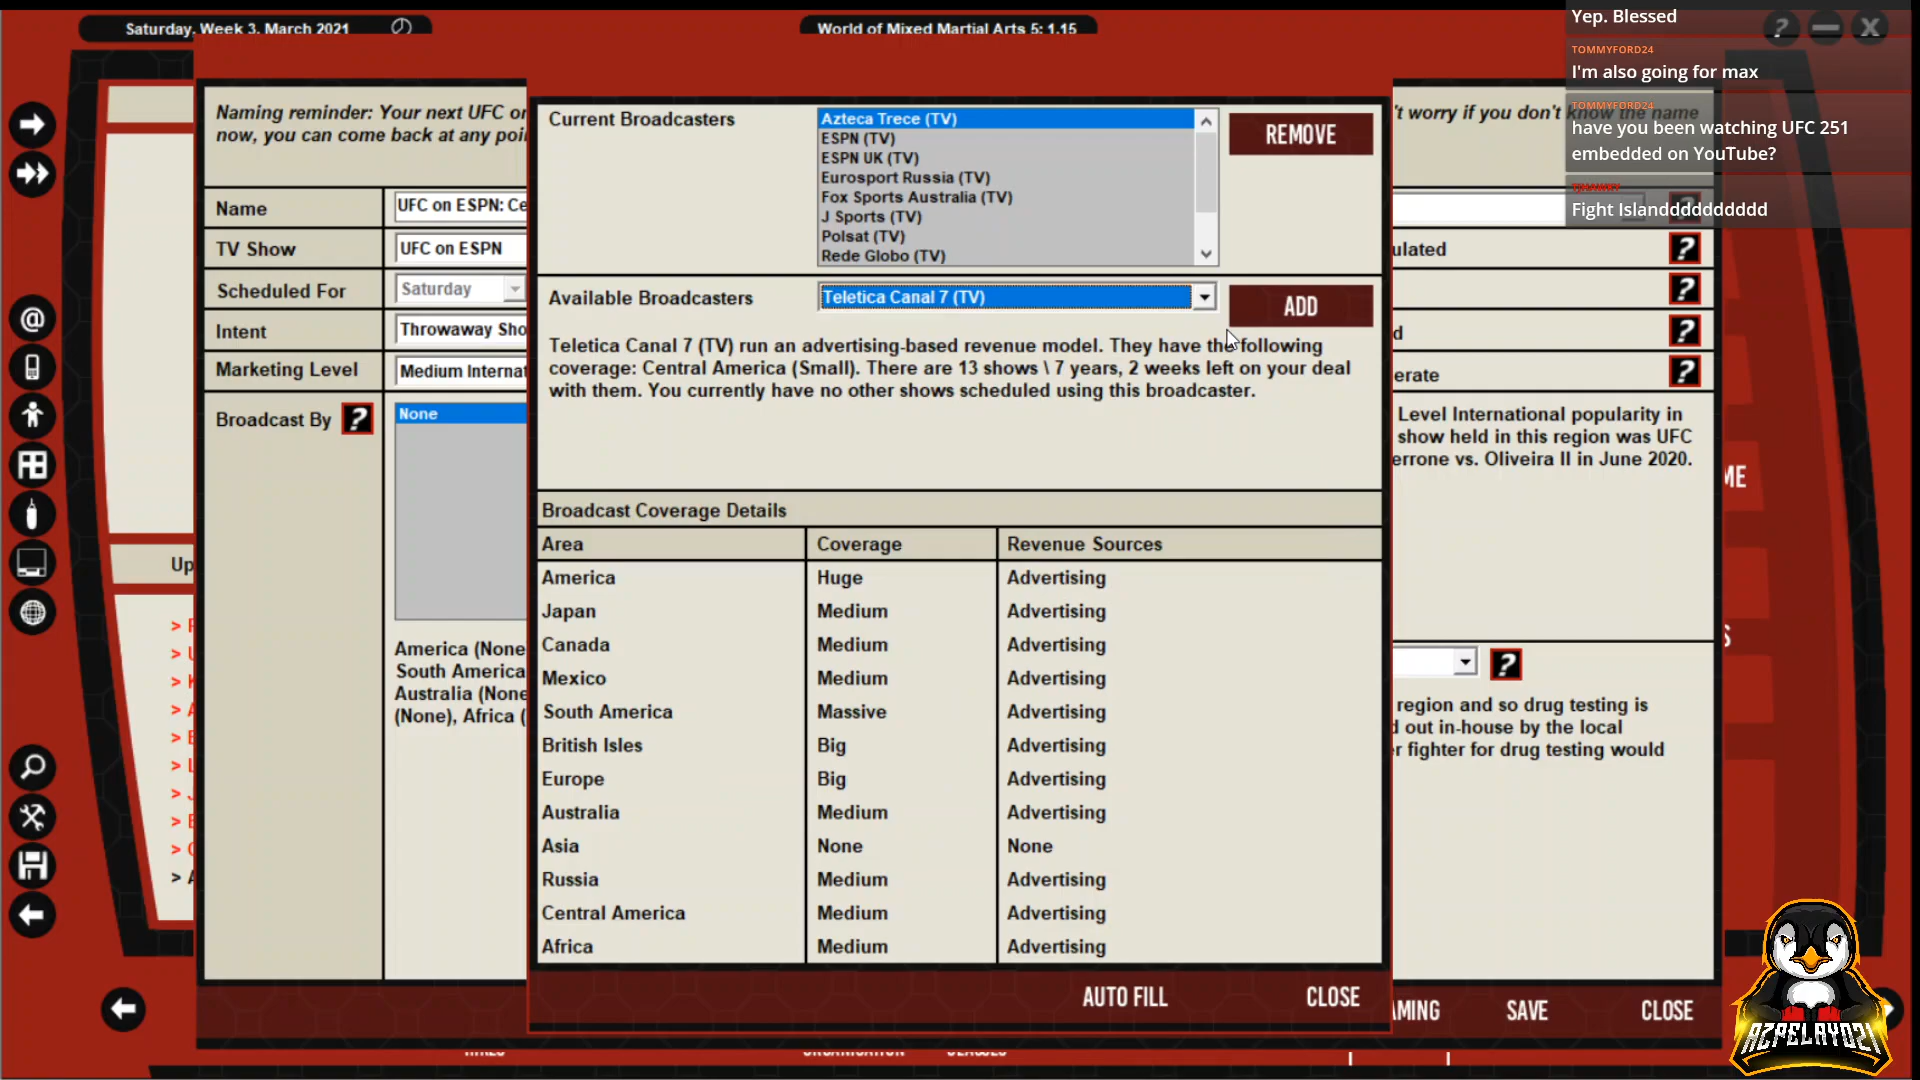 Saturday, Week 3, March 2021
World of Mixed Martial Arts 5: 1.15
Yep. Blessed
TOMMYFORD24
I'm also going for max
TOMMYFORD24
have you been watching UFC 251
embedded on YouTube?
Fight Islandddddddddd
Naming reminder: Your next UFC on
now, you can come back at any poin
't worry if you don't know the name
Name
UFC on ESPN: Ce
TV Show
UFC on ESPN
Scheduled For
Saturday
Intent
Throwaway Sho
Marketing Level
Medium Internat
Broadcast By
?
None
America (None
South America
Australia (None
(None), Africa (
Current Broadcasters
Azteca Trece (TV)
ESPN (TV)
ESPN UK (TV)
Eurosport Russia (TV)
Fox Sports Australia (TV)
J Sports (TV)
Polsat (TV)
Rede Globo (TV)
REMOVE
Available Broadcasters
Teletica Canal 7 (TV)
ADD
Teletica Canal 7 (TV) run an advertising-based revenue model. They have the following
coverage: Central America (Small). There are 13 shows \ 7 years, 2 weeks left on your deal
with them. You currently have no other shows scheduled using this broadcaster.
Broadcast Coverage Details
Area Coverage Revenue Sources
America Huge Advertising
Japan Medium Advertising
Canada Medium Advertising
Mexico Medium Advertising
South America Massive Advertising
British Isles Big Advertising
Europe Big Advertising
Australia Medium Advertising
Asia None None
Russia Medium Advertising
Central America Medium Advertising
Africa Medium Advertising
AUTO FILL
CLOSE
ulated
?
?
d
?
erate
?
Level International popularity in
show held in this region was UFC
errone vs. Oliveira II in June 2020.
?
region and so drug testing is
d out in-house by the local
r fighter for drug testing would
AMING
SAVE
CLOSE
Up
ME
S
AZPELAYO21